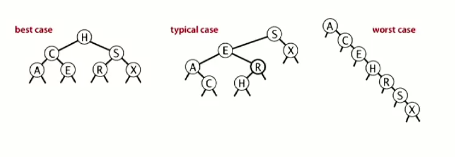 best case
H
C S
A E R X
typical case
S
E X
A R
C H
worst case
A
C
E
H
R
S
X